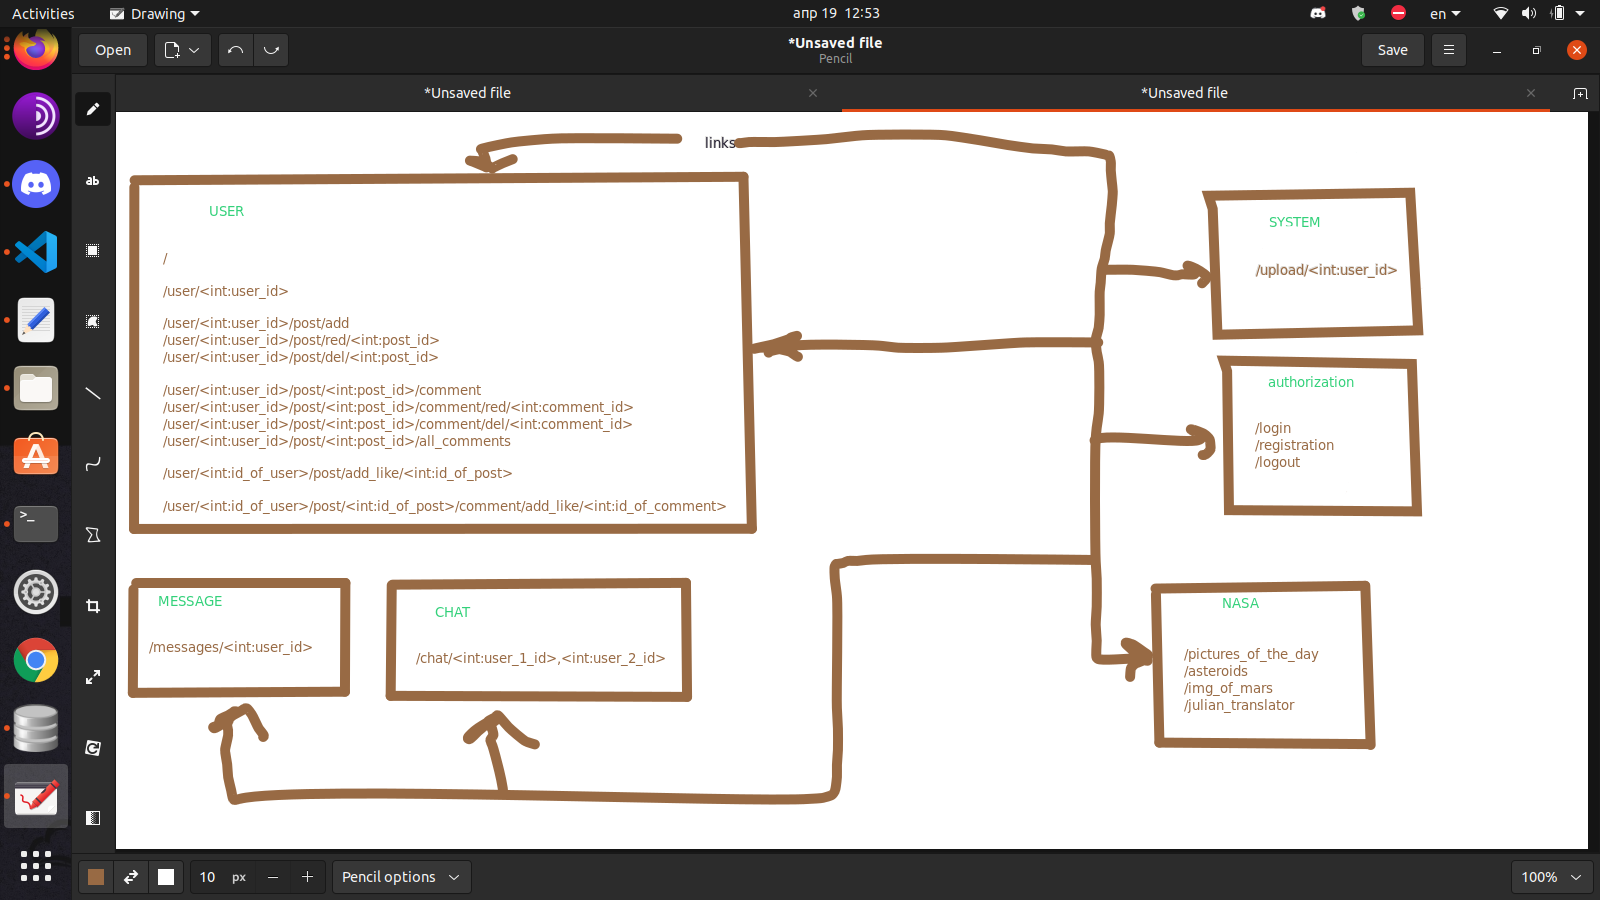 Activities
Drawing
апр 19 12:53
en
Open
*Unsaved file
Pencil
Save
*Unsaved file
*Unsaved file
links
USER
/
/user/<int:user_id>
/user/<int:user_id>/post/add
/user/<int:user_id>/post/red/<int:post_id>
/user/<int:user_id>/post/del/<int:post_id>
/user/<int:user_id>/post/<int:post_id>/comment
/user/<int:user_id>/post/<int:post_id>/comment/red/<int:comment_id>
/user/<int:user_id>/post/<int:post_id>/comment/del/<int:comment_id>
/user/<int:user_id>/post/<int:post_id>/all_comments
/user/<int:id_of_user>/post/add_like/<int:id_of_post>
/user/<int:id_of_user>/post/<int:id_of_post>/comment/add_like/<int:id_of_comment>
SYSTEM
/upload/<int:user_id>
authorization
/login
/registration
/logout
MESSAGE
/messages/<int:user_id>
CHAT
/chat/<int:user_1_id>,<int:user_2_id>
NASA
/pictures_of_the_day
/asteroids
/img_of_mars
/julian_translator
ab
>_
10 px
Pencil options
100%